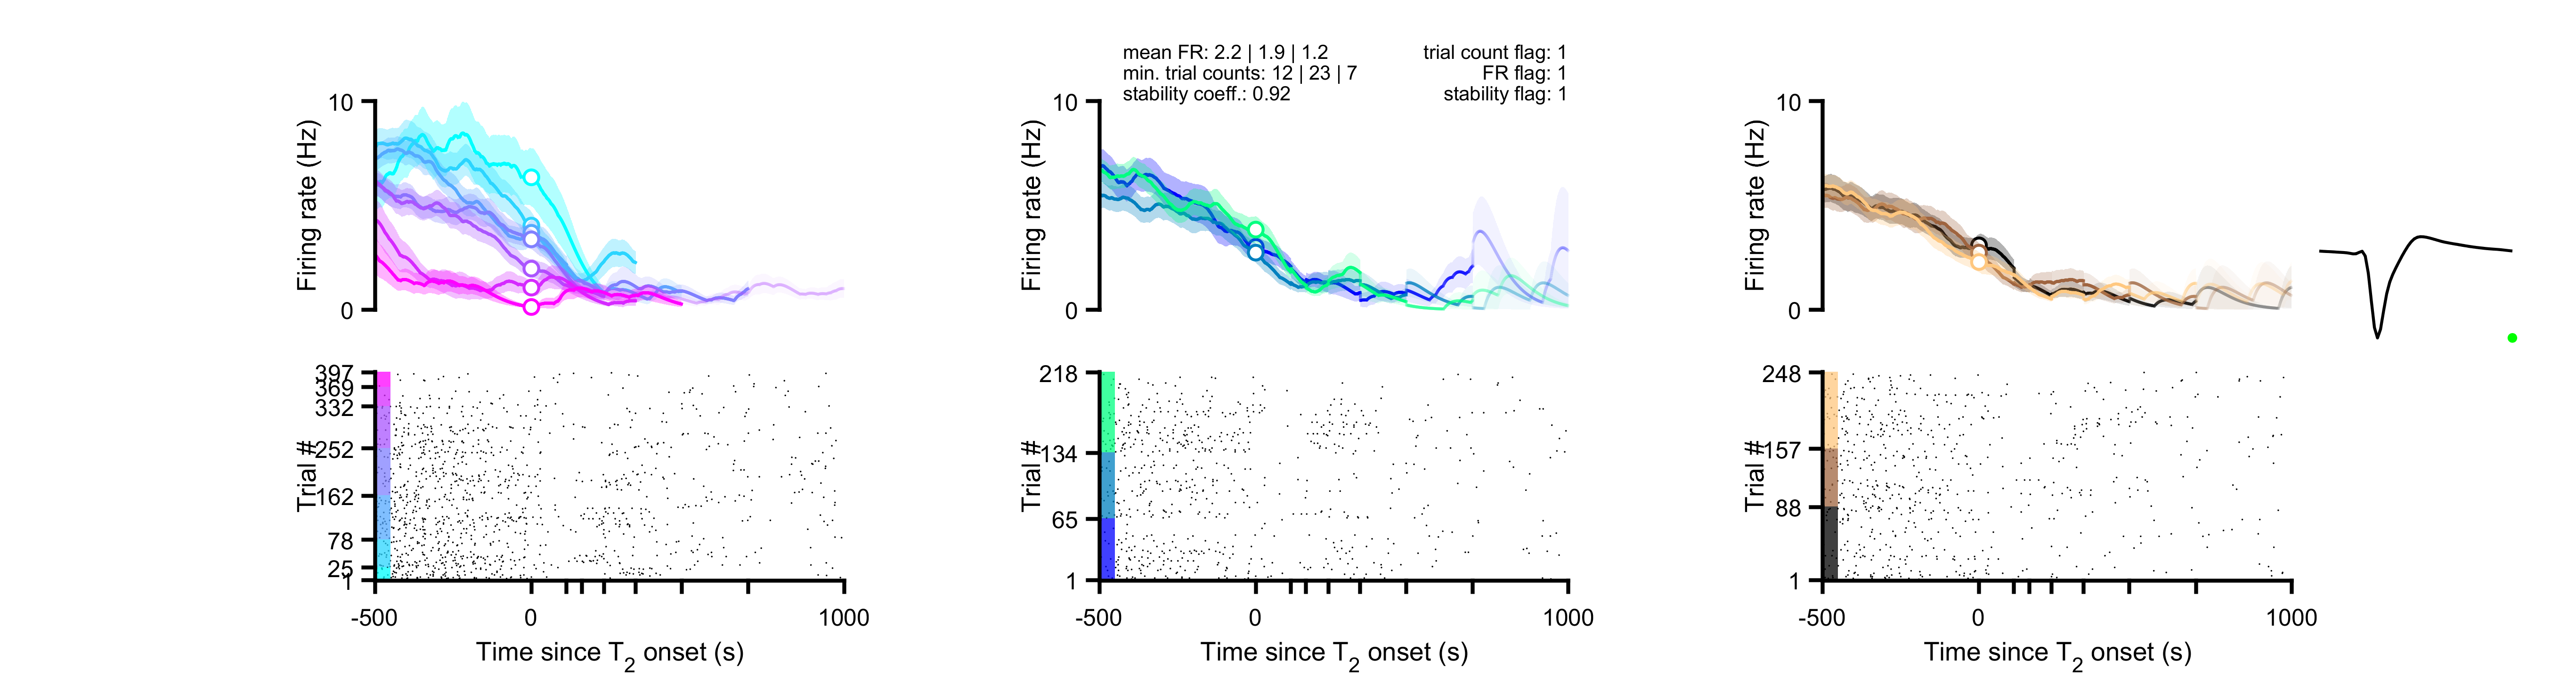 mean FR: 2.2 | 1.9 | 1.2
min. trial counts: 12 | 23 | 7
stability coeff.: 0.92
trial count flag: 1
FR flag: 1
stability flag: 1
10
0
Firing rate (Hz)
397
369
332
252
162
78
25
1
Trial #
-500
0
1000
Time since T2 onset (s)
10
0
Firing rate (Hz)
218
134
65
1
Trial #
-500
0
1000
Time since T2 onset (s)
10
0
Firing rate (Hz)
248
157
88
1
Trial #
-500
0
1000
Time since T2 onset (s)